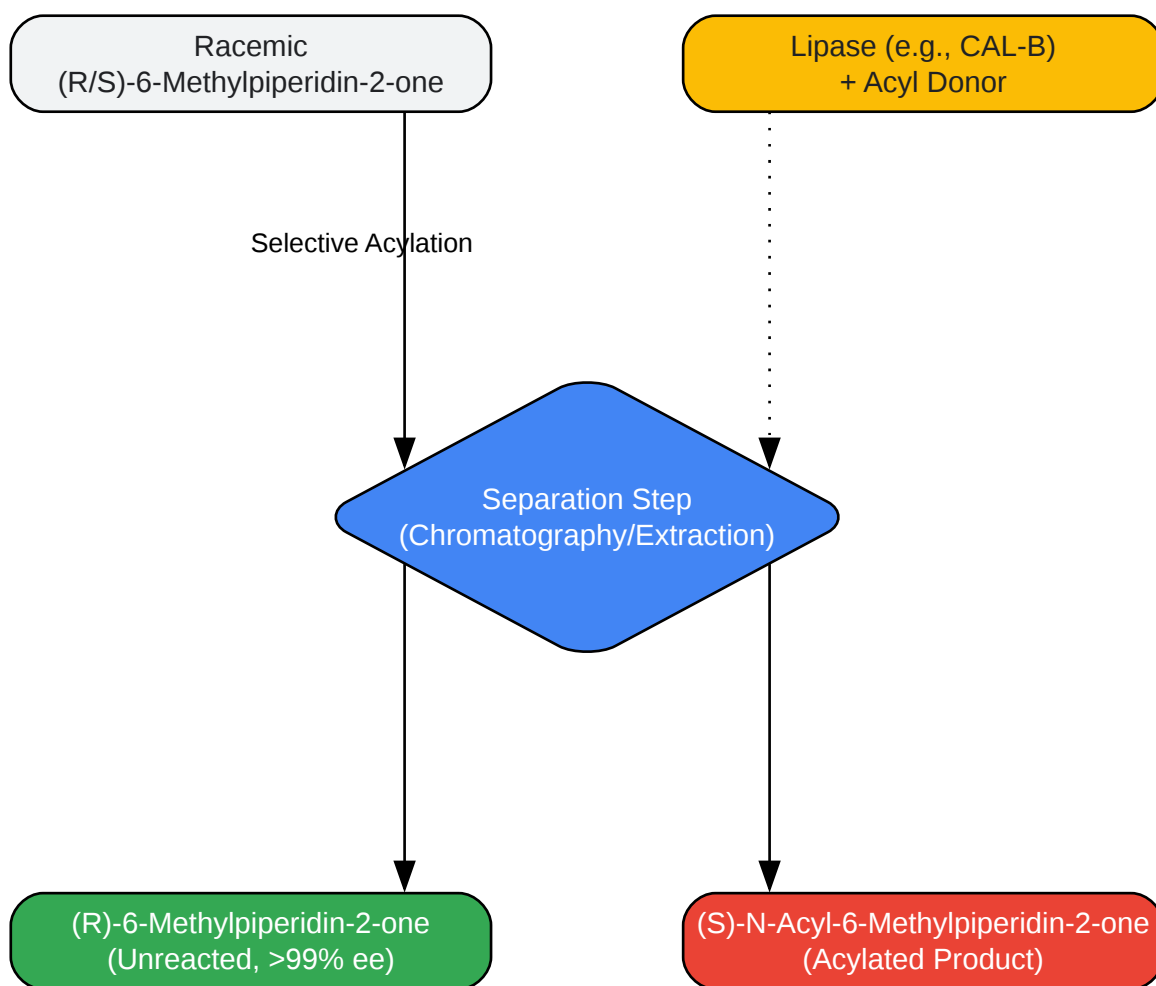 Racemic
(R/S)-6-Methylpiperidin-2-one
Lipase (e.g., CAL-B)
+ Acyl Donor
Selective Acylation
Separation Step
(Chromatography/Extraction)
(R)-6-Methylpiperidin-2-one
(Unreacted, >99% ee)
(S)-N-Acyl-6-Methylpiperidin-2-one
(Acylated Product)